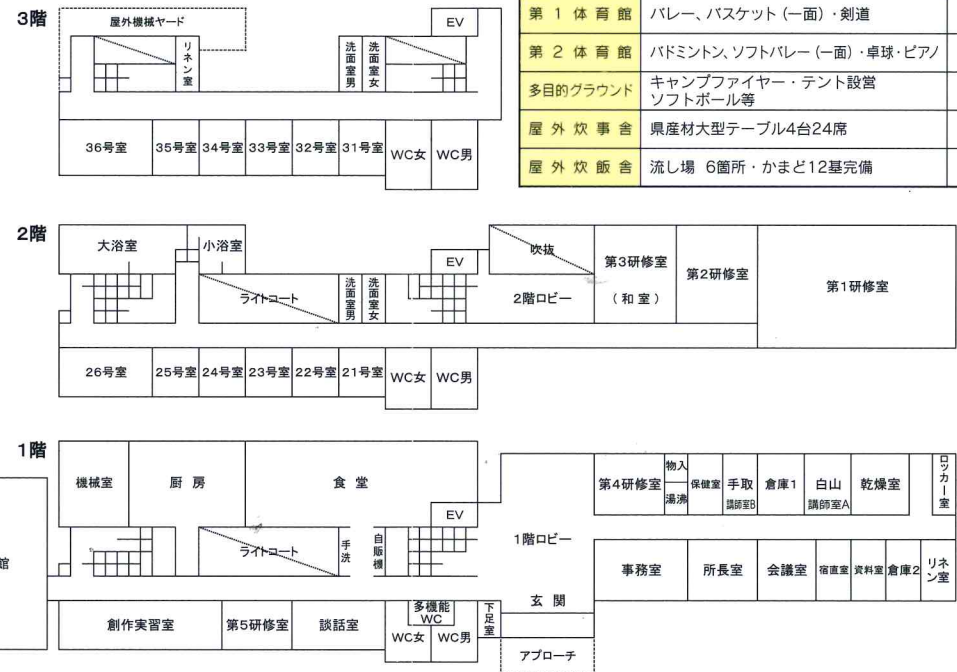 3階
屋外機械ヤード
リネン室
洗面室男
洗面室女
EV
36号室
35号室
34号室
33号室
32号室
31号室
WC女
WC男
第1体育館
バレー、バスケット(一面)・剣道
第2体育館
バドミントン、ソフトバレー(一面)・卓球・ピアノ
多目的グラウンド
キャンプファイヤー・テント設営
ソフトボール等
屋外炊事舎
県産材大型テーブル4台24席
屋外炊飯舎
流し場 6箇所・かまど12基完備
2階
大浴室
小浴室
ライトコート
洗面室男
洗面室女
EV
吹抜
2階ロビー
第3研修室
(和室)
第2研修室
第1研修室
26号室
25号室
24号室
23号室
22号室
21号室
WC女
WC男
1階
機械室
厨房
食堂
EV
ライトコート
手洗
自販機
1階ロビー
玄関
アプローチ
館
創作実習室
第5研修室
談話室
多機能
WC
WC女
WC男
下足室
第4研修室
物入
湯沸
保健室
手取
講師室B
倉庫1
白山
講師室A
乾燥室
ロッカー室
事務室
所長室
会議室
宿直室
資料室
倉庫2
リネン室